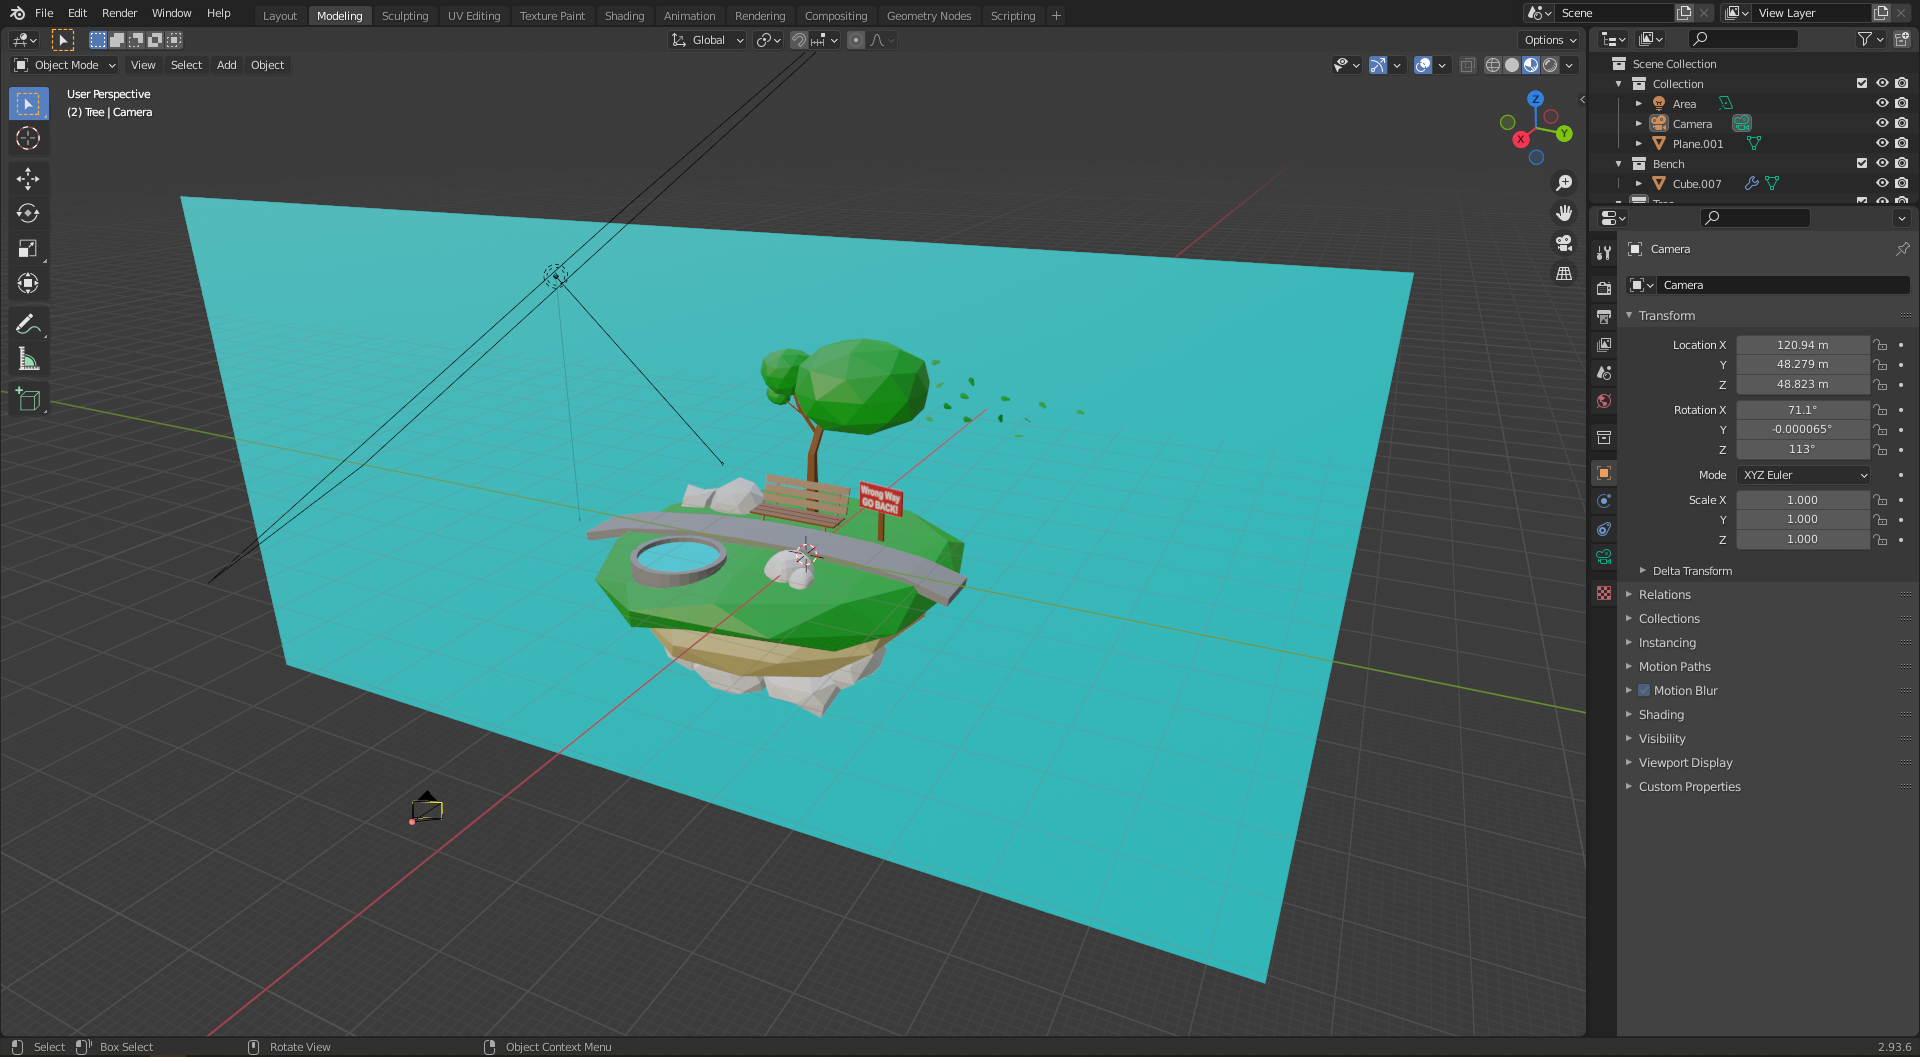 File Edit Render Window Help Layout Modeling Sculpting UV Editing Texture Paint Shading Animation Rendering Compositing Geometry Nodes Scripting + Scene View Layer
Global Options
Object Mode View Select Add Object
User Perspective
(2) Tree | Camera
Z
Y
X
Wrong Way
GO BACK!
Scene Collection
Collection
Area
Camera
Plane.001
Bench
Cube.007
Camera
Camera
Transform
Location X 120.94 m
Y 48.279 m
Z 48.823 m
Rotation X 71.1°
Y -0.000065°
Z 113°
Mode XYZ Euler
Scale X 1.000
Y 1.000
Z 1.000
Delta Transform
Relations
Collections
Instancing
Motion Paths
Motion Blur
Shading
Visibility
Viewport Display
Custom Properties
Select Box Select Rotate View Object Context Menu 2.93.6